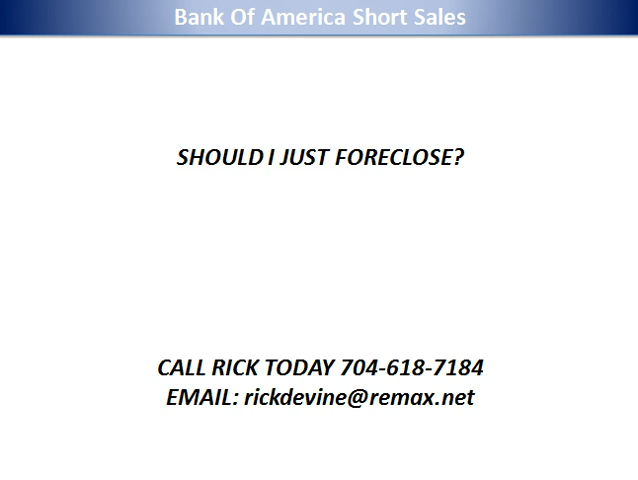 Bank Of America Short Sales
SHOULD I JUST FORECLOSE?
CALL RICK TODAY 704-618-7184
EMAIL: rickdevine@remax.net